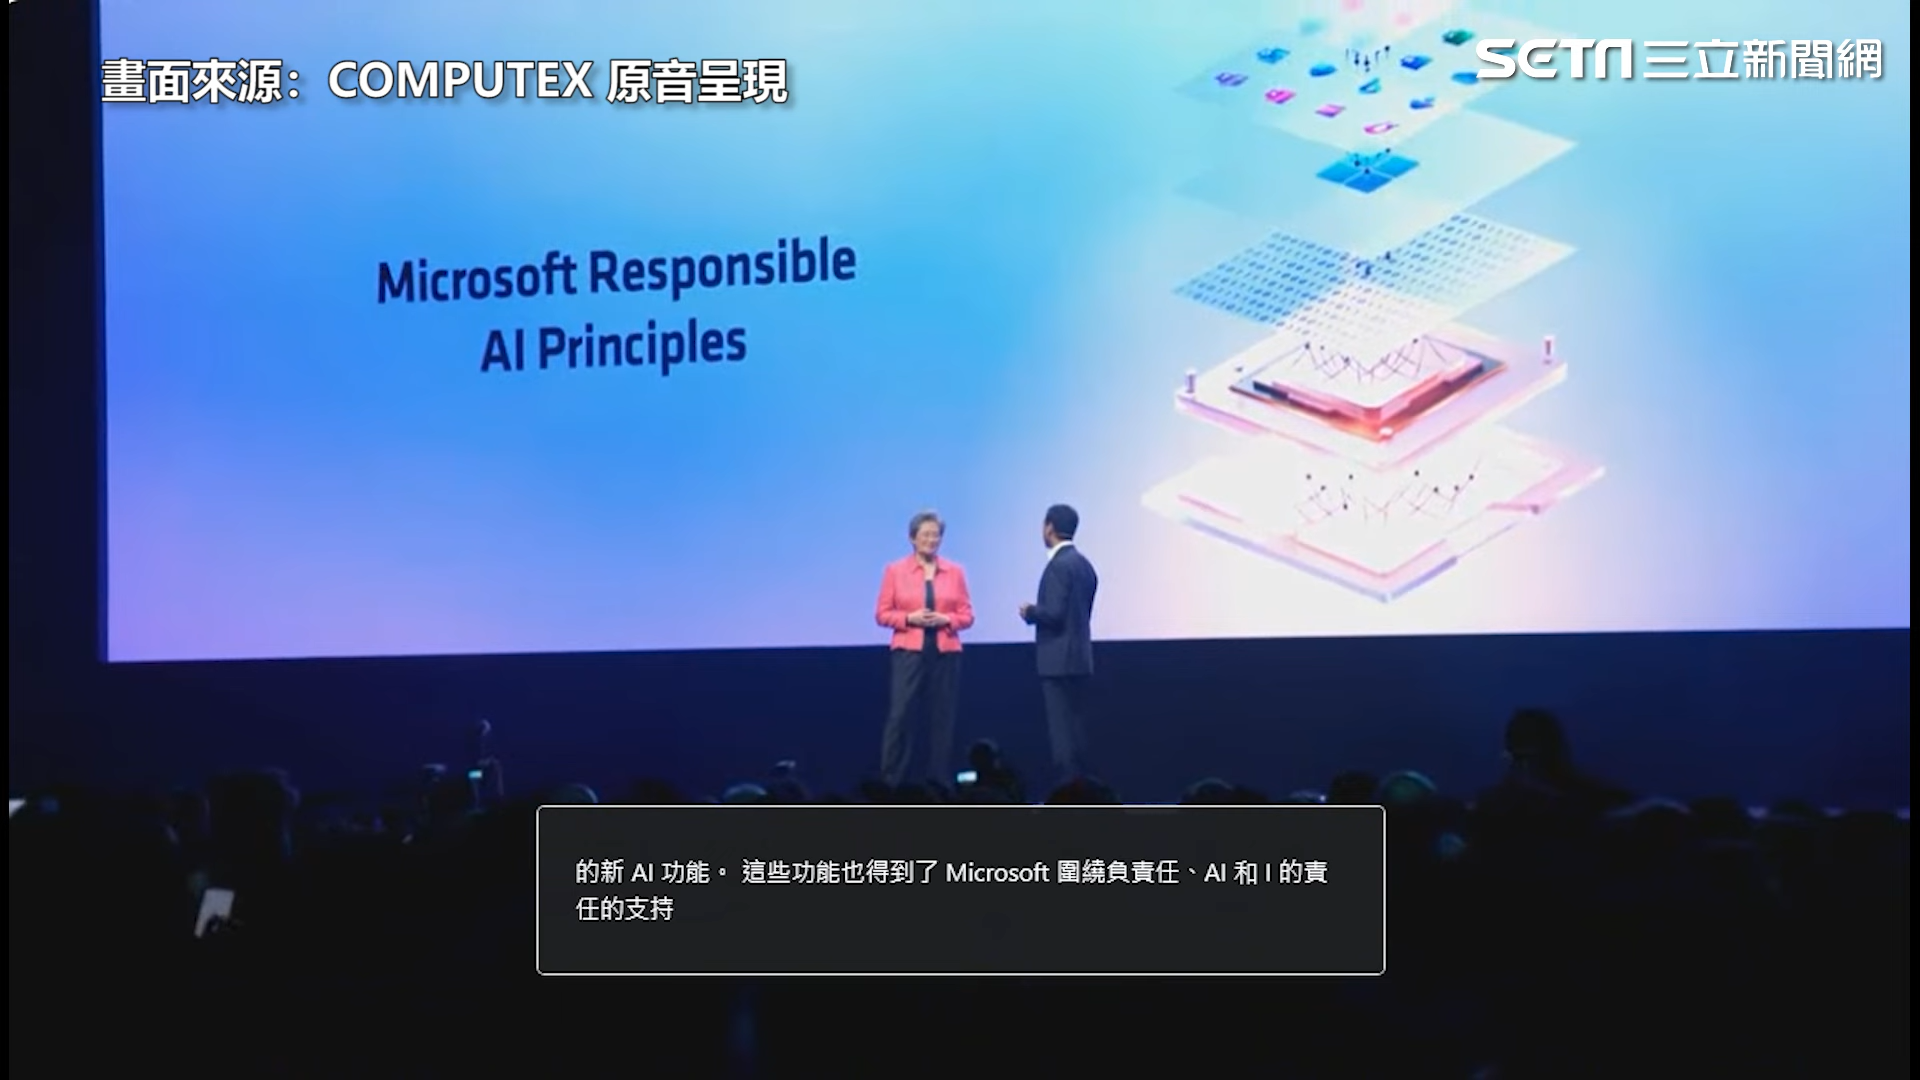 畫面來源：COMPUTEX 原音呈現
SETN三立新聞網
Microsoft Responsible
AI Principles
的新 AI 功能。 這些功能也得到了 Microsoft 圍繞負責任、AI 和 I 的責
任的支持